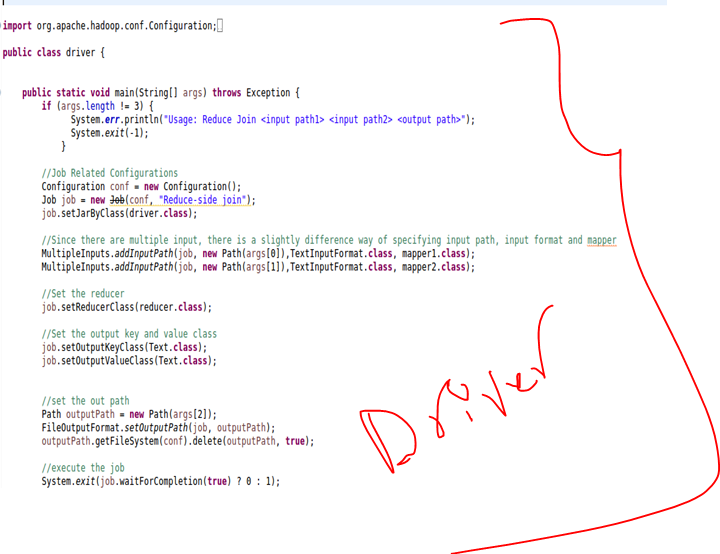 import org.apache.hadoop.conf.Configuration;
public class driver {
public static void main(String[] args) throws Exception {
if (args.length != 3) {
System.err.println("Usage: Reduce Join <input path1> <input path2> <output path>");
System.exit(-1);
}
//Job Related Configurations
Configuration conf = new Configuration();
Job job = new Job(conf, "Reduce-side join");
job.setJarByClass(driver.class);
//Since there are multiple input, there is a slightly difference way of specifying input path, input format and mapper
MultipleInputs.addInputPath(job, new Path(args[0]),TextInputFormat.class, mapper1.class);
MultipleInputs.addInputPath(job, new Path(args[1]),TextInputFormat.class, mapper2.class);
//Set the reducer
job.setReducerClass(reducer.class);
//Set the output key and value class
job.setOutputKeyClass(Text.class);
job.setOutputValueClass(Text.class);
//set the out path
Path outputPath = new Path(args[2]);
FileOutputFormat.setOutputPath(job, outputPath);
outputPath.getFileSystem(conf).delete(outputPath, true);
//execute the job
System.exit(job.waitForCompletion(true) ? 0 : 1);
Driver